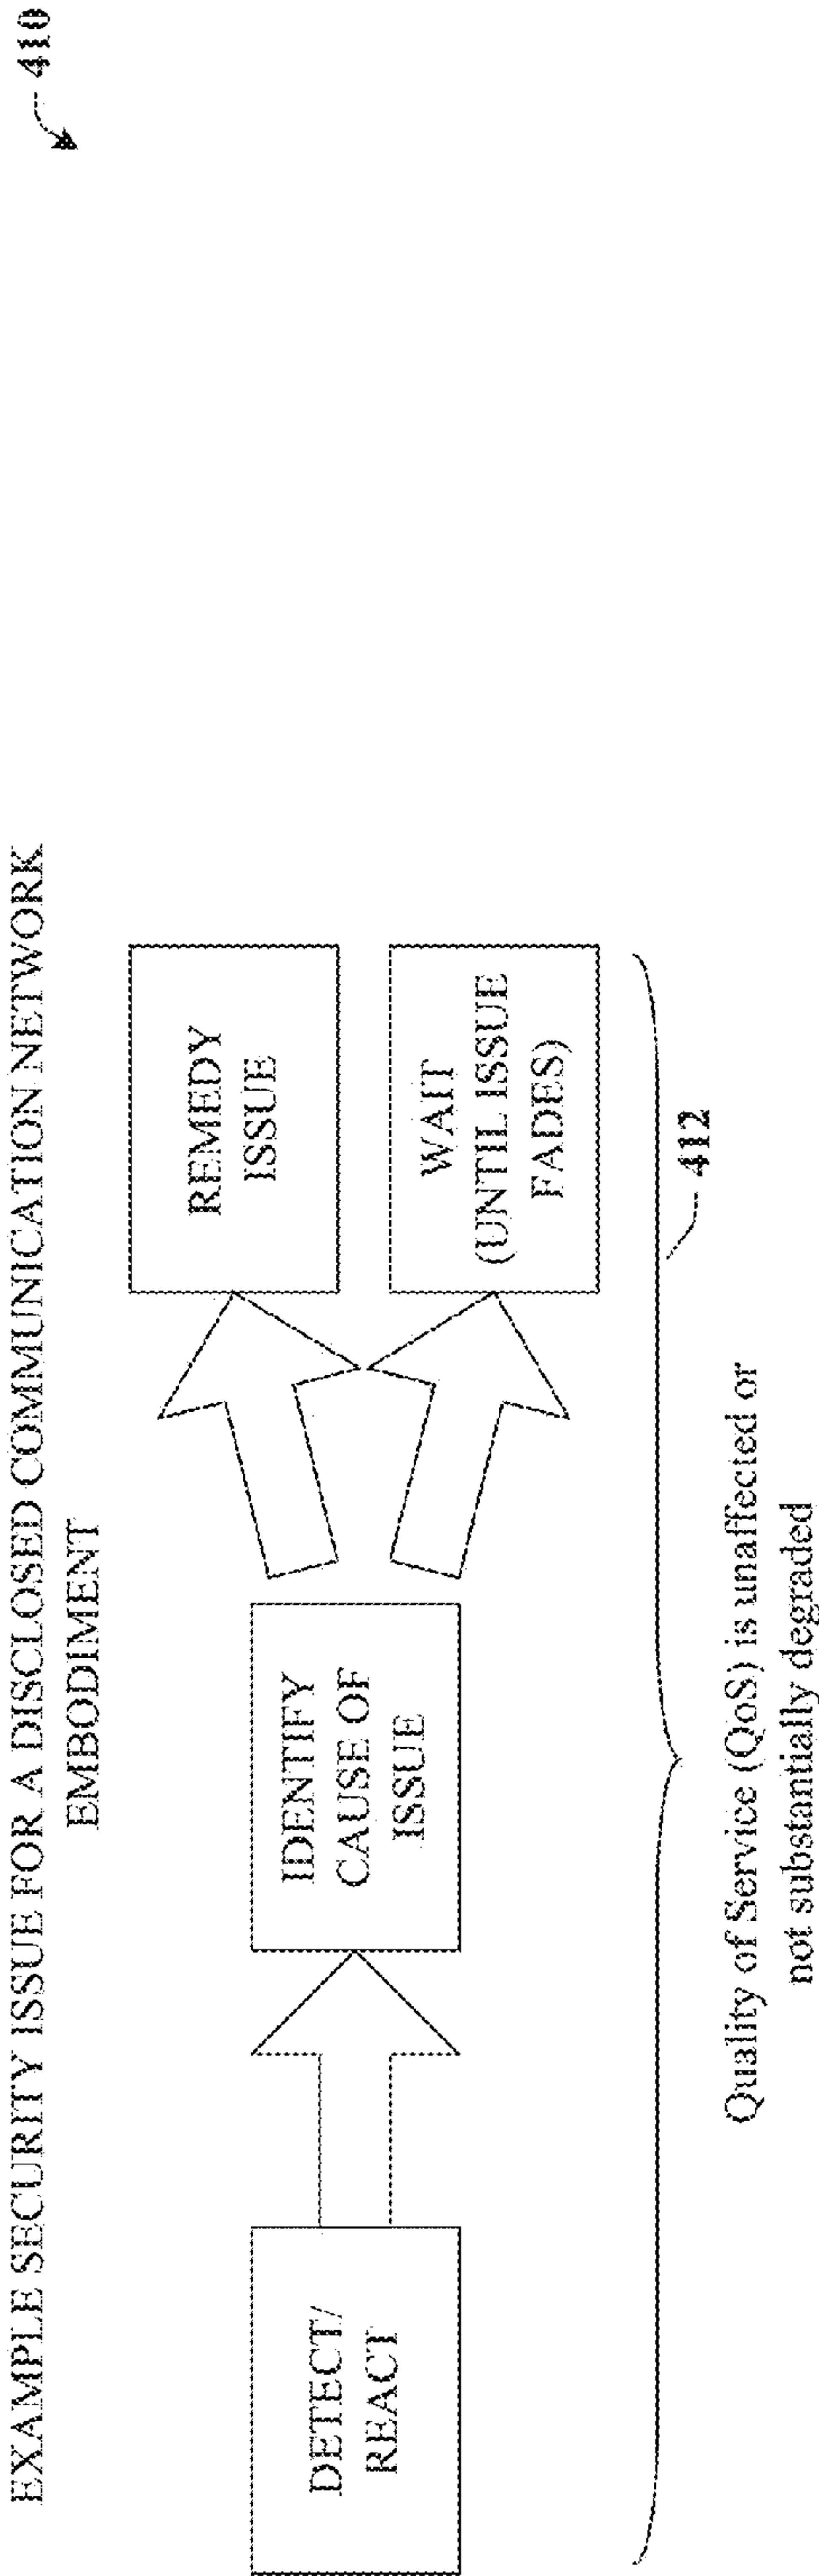 410
EXAMPLE SECURITY ISSUE FOR A DISCLOSED COMMUNICATION NETWORK
EMBODIMENT
DETECT/
REACT
IDENTIFY
CAUSE OF
ISSUE
REMEDY
ISSUE
WAIT
(UNTIL ISSUE
FADES)
412
Quality of Service (QoS) is unaffected or
not substantially degraded